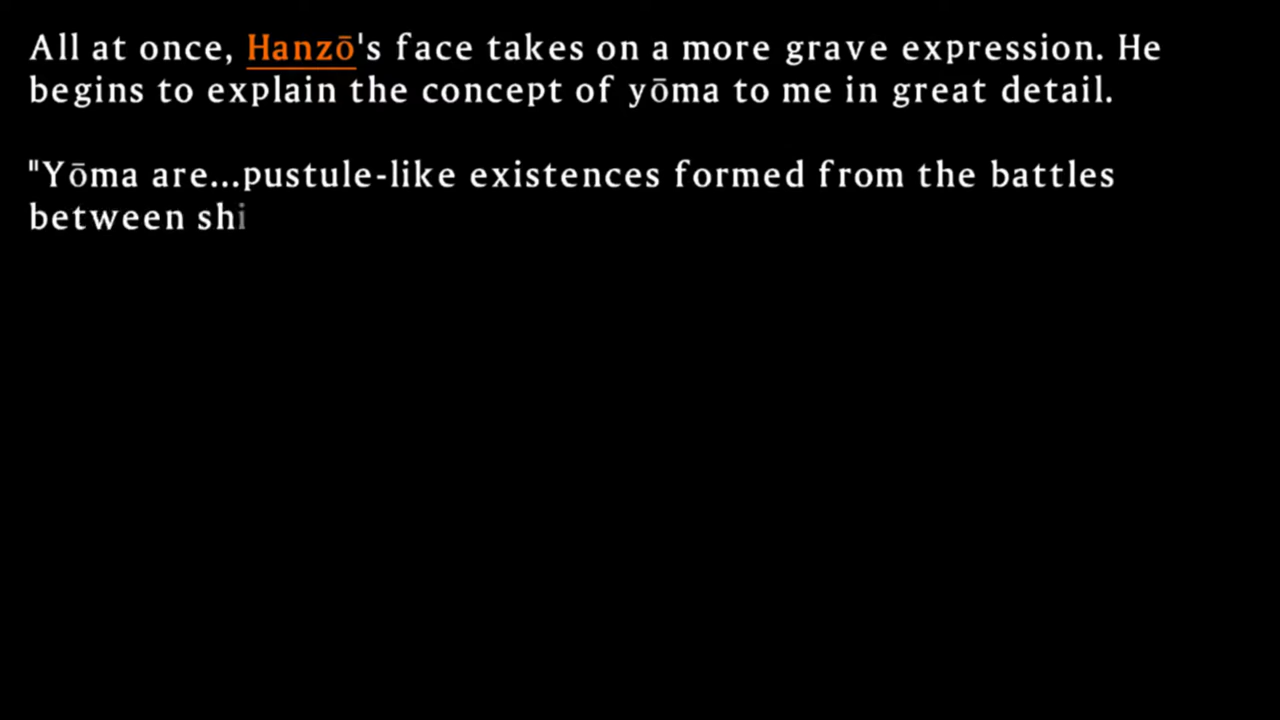 All at once, Hanzō's face takes on a more grave expression. He
begins to explain the concept of yōma to me in great detail.
"Yōma are...pustule-like existences formed from the battles
between shi